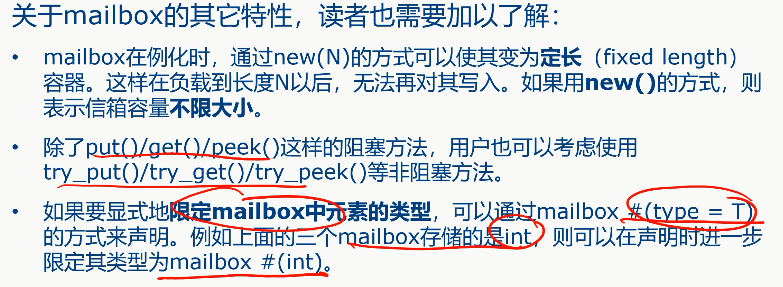 关于mailbox的其它特性，读者也需要加以了解：
• mailbox在例化时，通过new(N)的方式可以使其变为定长（fixed length）
容器。这样在负载到长度N以后，无法再对其写入。如果用new()的方式，则
表示信箱容量不限大小。
• 除了put()/get()/peek()这样的阻塞方法，用户也可以考虑使用
try_put()/try_get()/try_peek()等非阻塞方法。
• 如果要显式地限定mailbox中元素的类型，可以通过mailbox #(type = T)
的方式来声明。例如上面的三个mailbox存储的是int，则可以在声明时进一步
限定其类型为mailbox #(int)。